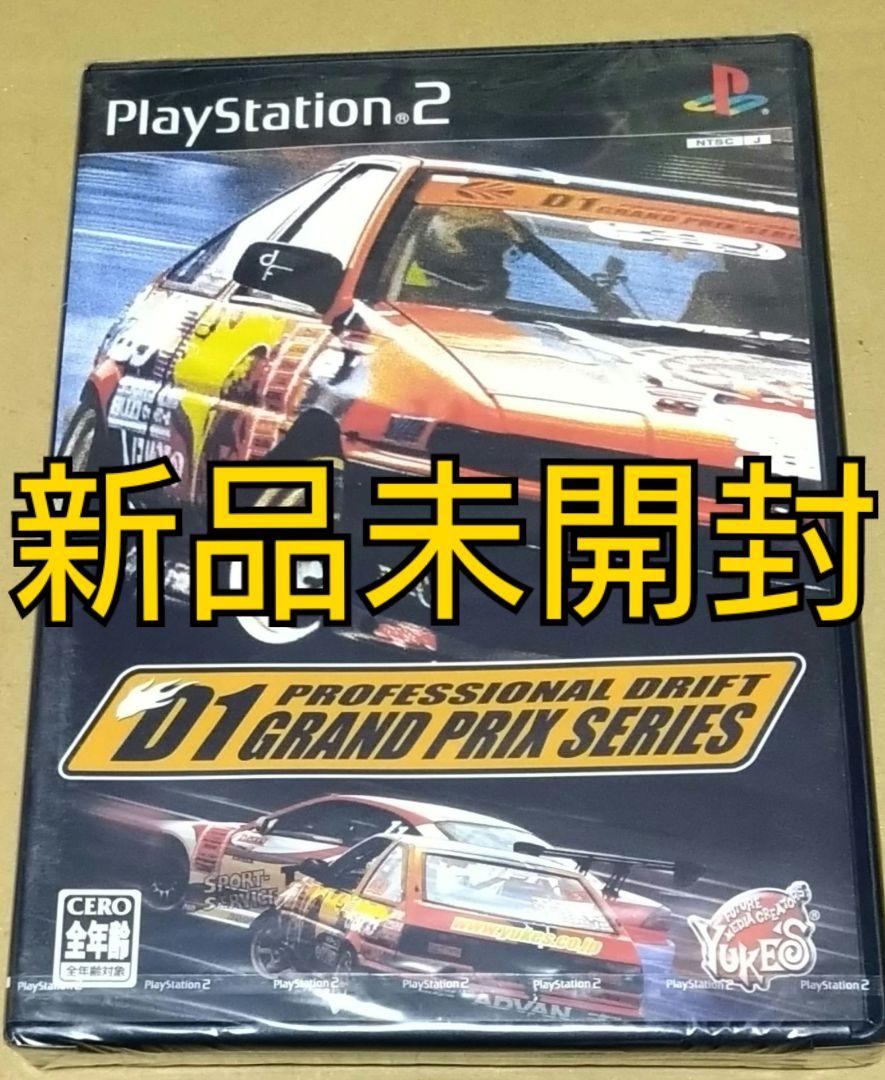 PlayStation®2
NTSC J
D1 GRAND PRIX SERIES
新品未開封
PROFESSIONAL DRIFT
D1 GRAND PRIX SERIES
SPORT-
SERVICE
www.yukes.co.jp
ADVAN
CERO
全年齢
全年齢対象
FUTURE
MEDIA CREATORS
YUKE'S®
PlayStation 2 PlayStation 2 PlayStation 2 PlayStation 2 PlayStation 2 PlayStation 2 PlayStation 2